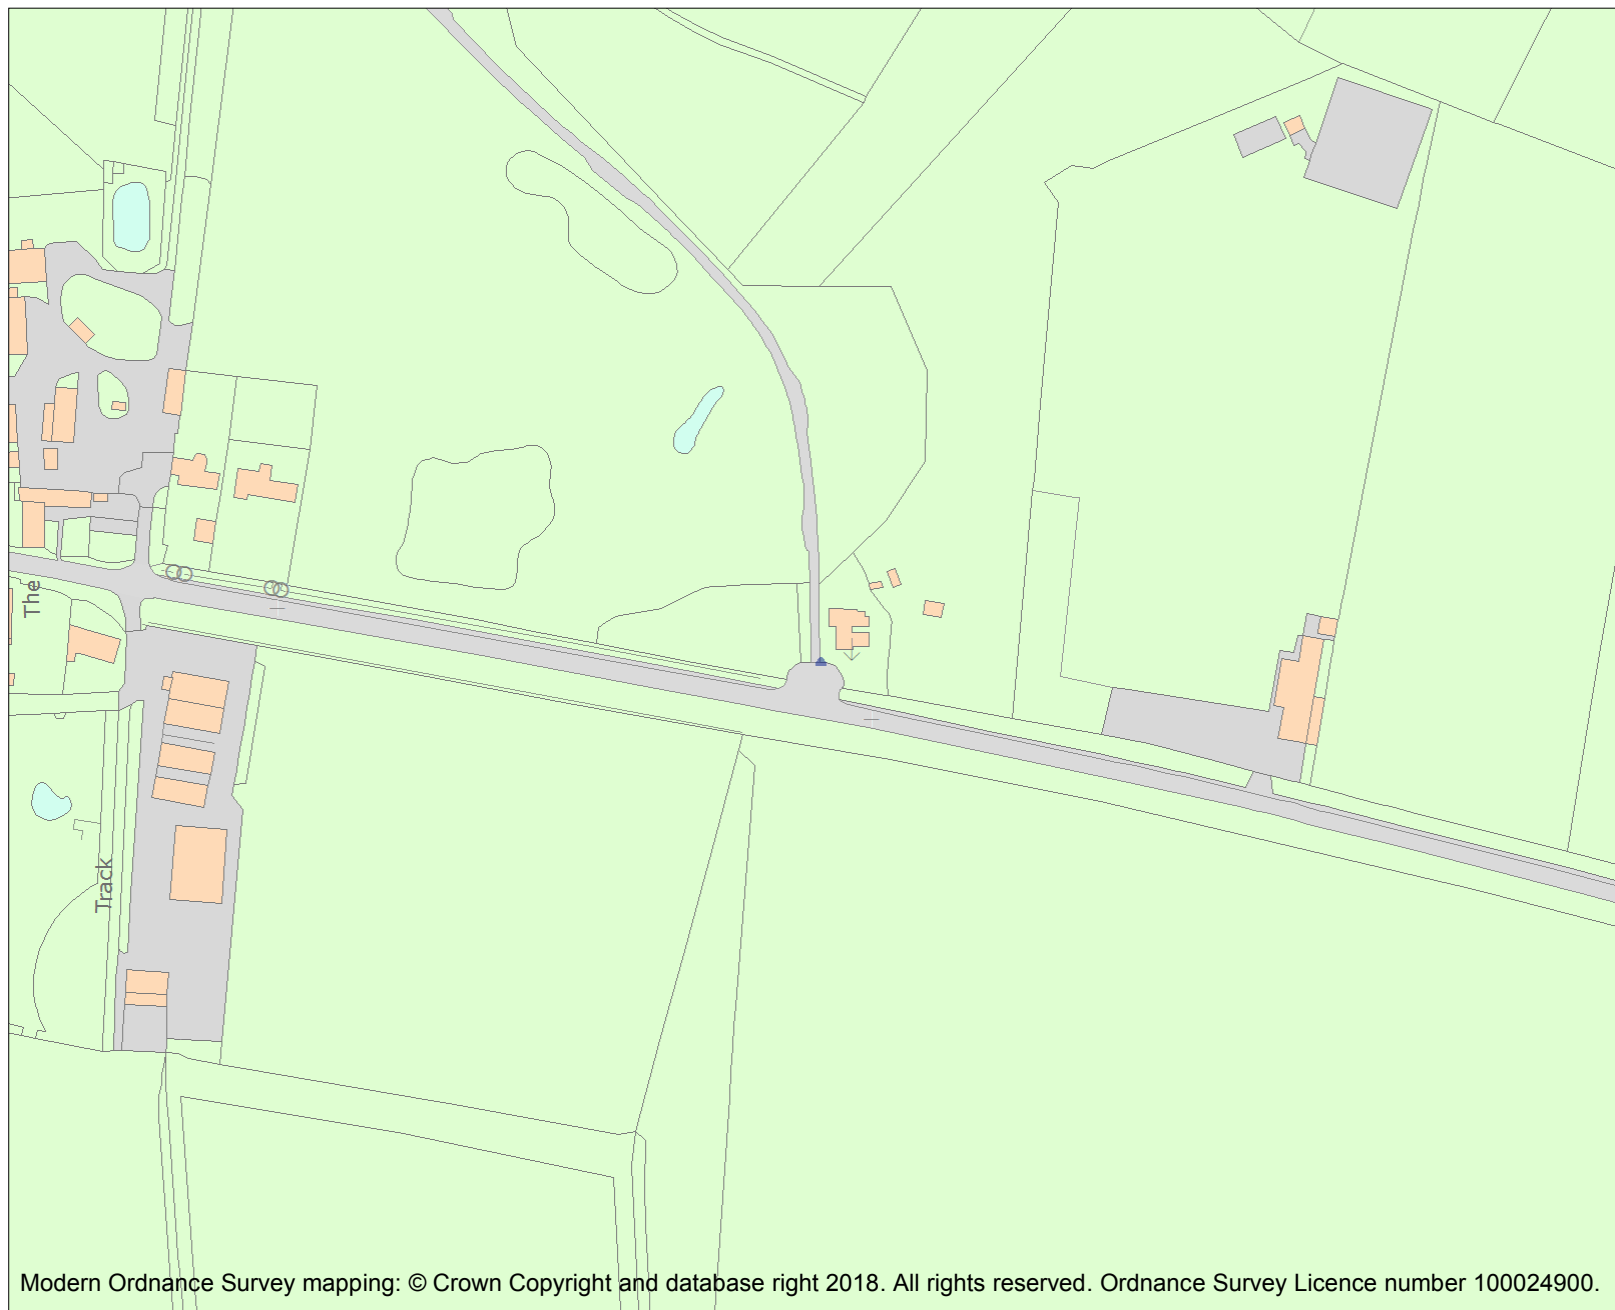 The
Track
Modern Ordnance Survey mapping: © Crown Copyright and database right 2018. All rights reserved. Ordnance Survey Licence number 100024900.